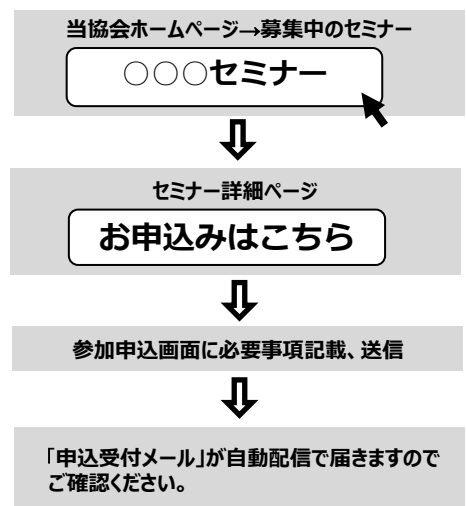 当協会ホームページ→募集中のセミナー
○○○セミナー
セミナー詳細ページ
お申込みはこちら
参加申込画面に必要事項記載、送信
「申込受付メール」が自動配信で届きますので
ご確認ください。